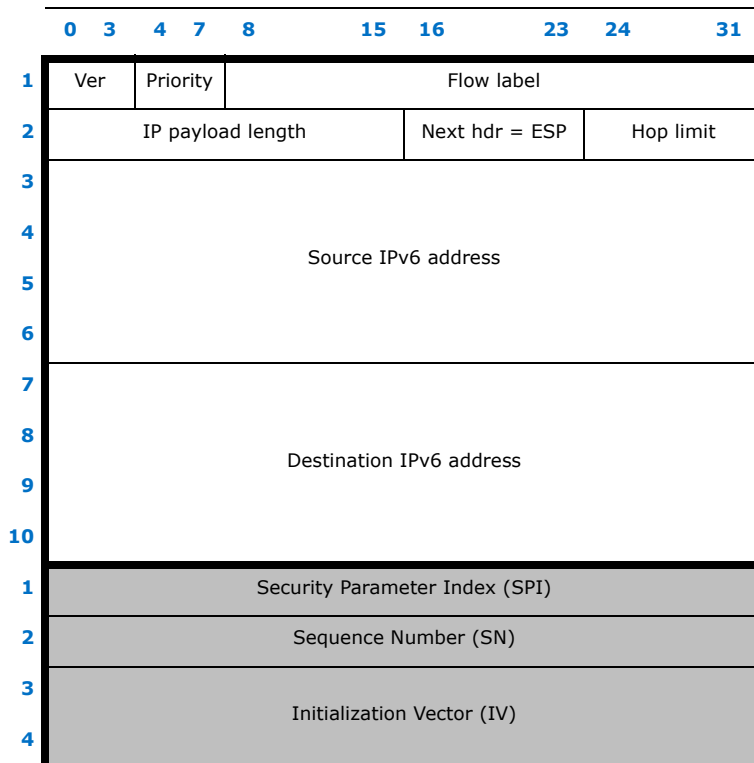 0 3 4 7 8 15 16 23 24 31
1 Ver Priority Flow label
2 IP payload length Next hdr = ESP Hop limit
3
4
Source IPv6 address
5
6
7
8
Destination IPv6 address
9
10
1 Security Parameter Index (SPI)
2 Sequence Number (SN)
3
Initialization Vector (IV)
4